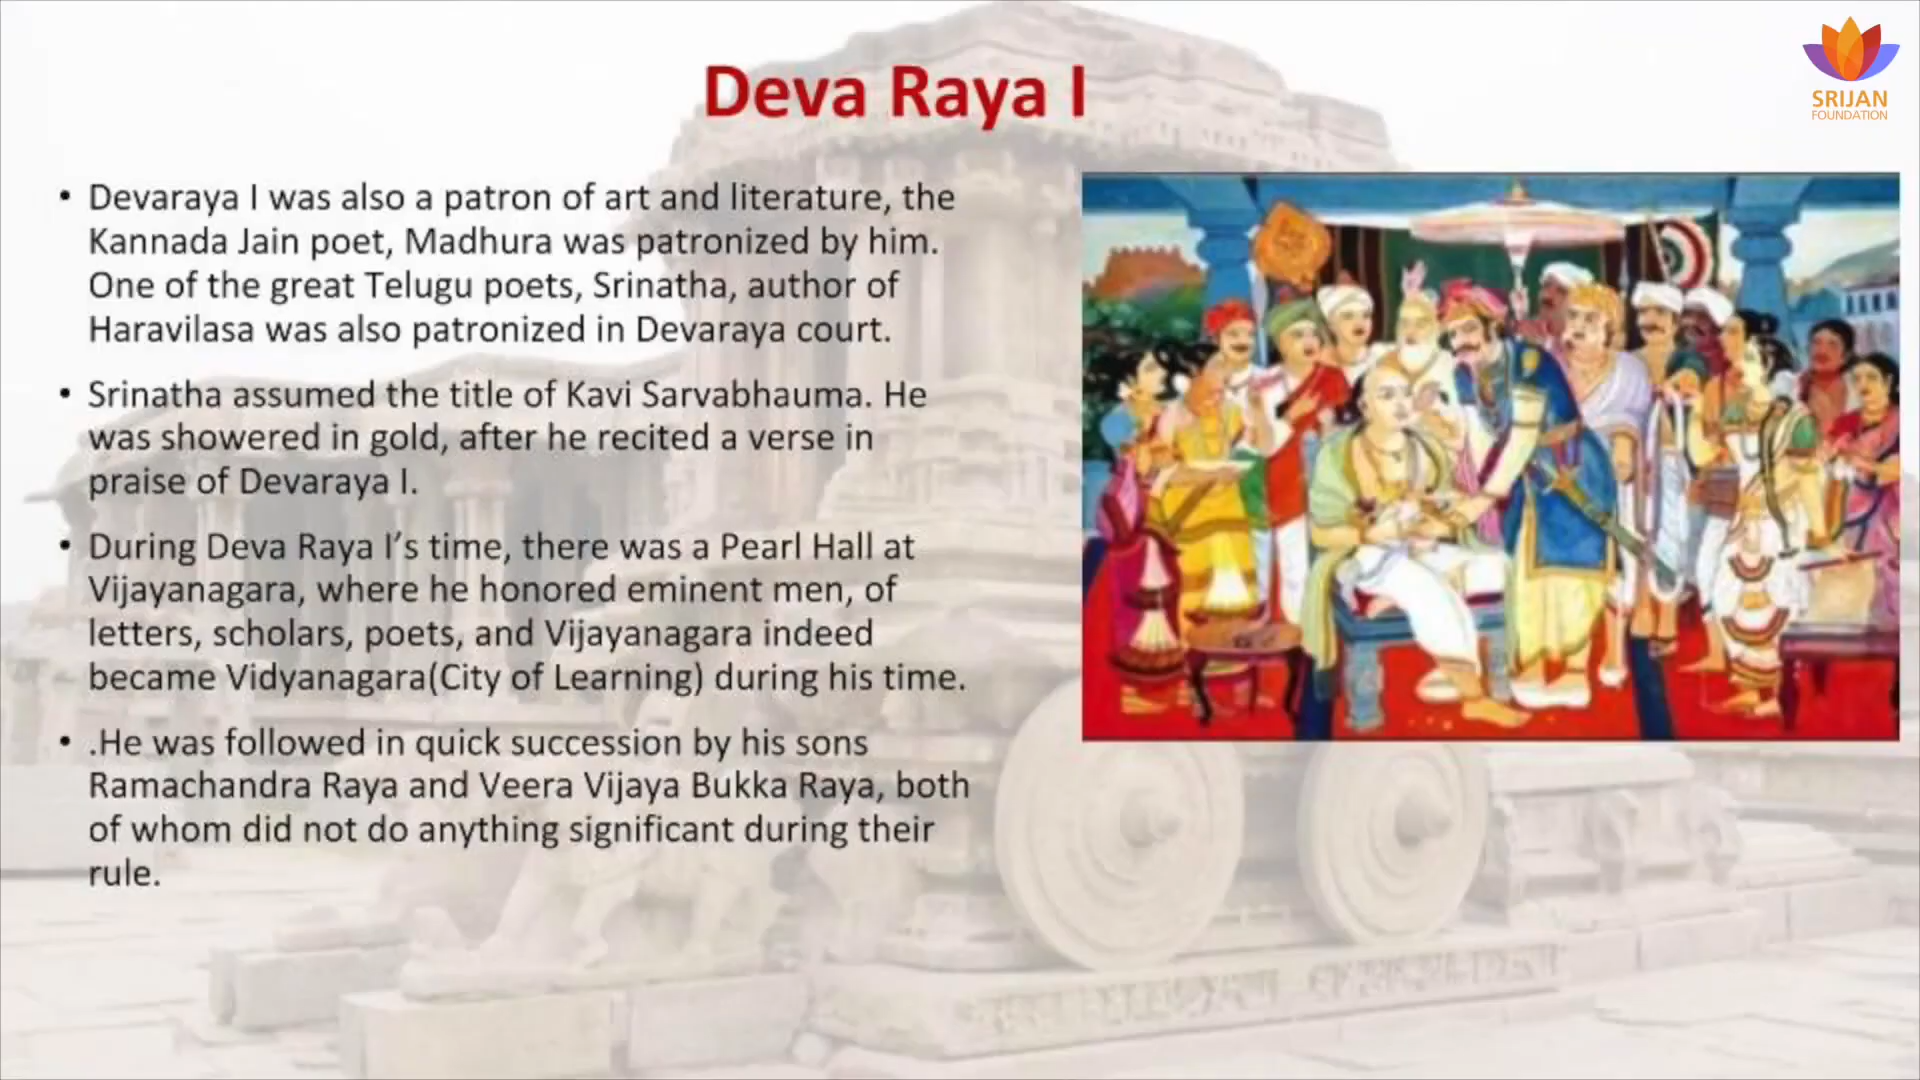 Deva Raya I
SRIJAN
FOUNDATION
• Devaraya I was also a patron of art and literature, the
Kannada Jain poet, Madhura was patronized by him.
One of the great Telugu poets, Srinatha, author of
Haravilasa was also patronized in Devaraya court.
• Srinatha assumed the title of Kavi Sarvabhauma. He
was showered in gold, after he recited a verse in
praise of Devaraya I.
• During Deva Raya I’s time, there was a Pearl Hall at
Vijayanagara, where he honored eminent men, of
letters, scholars, poets, and Vijayanagara indeed
became Vidyanagara(City of Learning) during his time.
• .He was followed in quick succession by his sons
Ramachandra Raya and Veera Vijaya Bukka Raya, both
of whom did not do anything significant during their
rule.